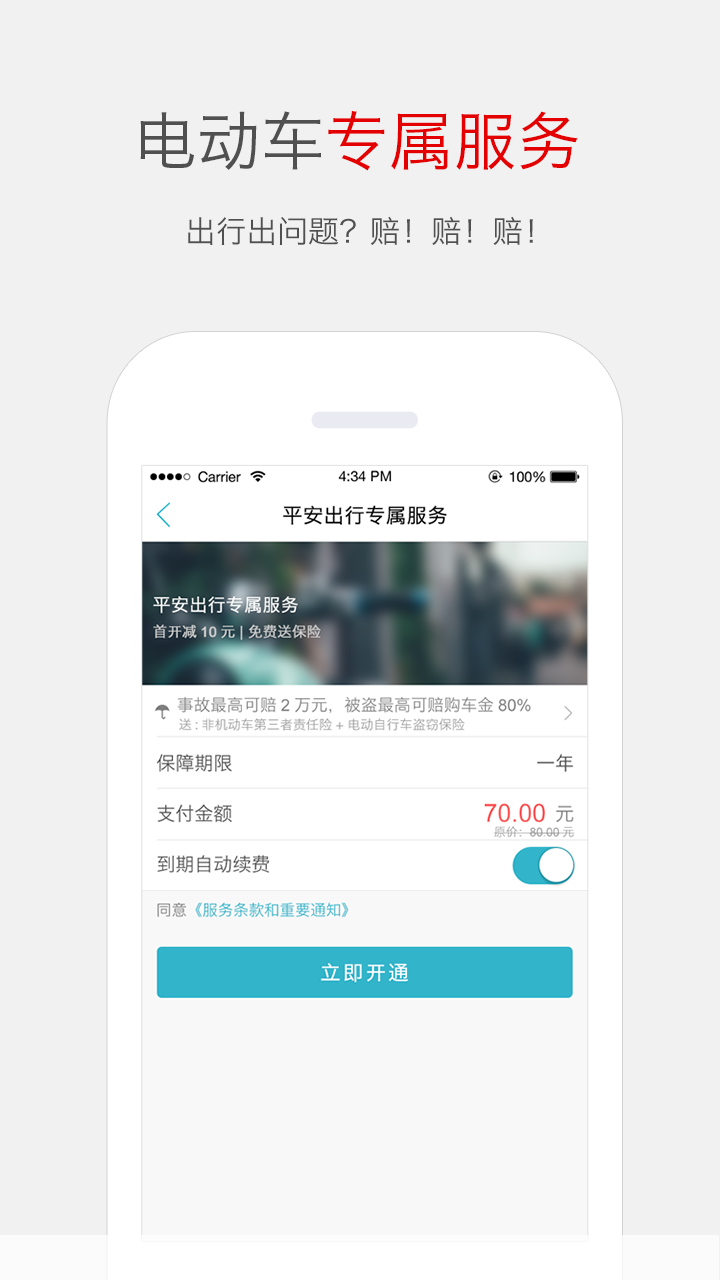 电动车专属服务
出行出问题？赔！赔！赔！
Carrier 4:34 PM 100%
平安出行专属服务
平安出行专属服务
首开减 10 元 | 免费送保险
事故最高可赔 2 万元，被盗最高可赔购车金 80%
送 : 非机动车第三者责任险 + 电动自行车盗窃保险
保障期限 一年
支付金额 70.00 元
原价：80.00 元
到期自动续费
同意《服务条款和重要通知》
立即开通